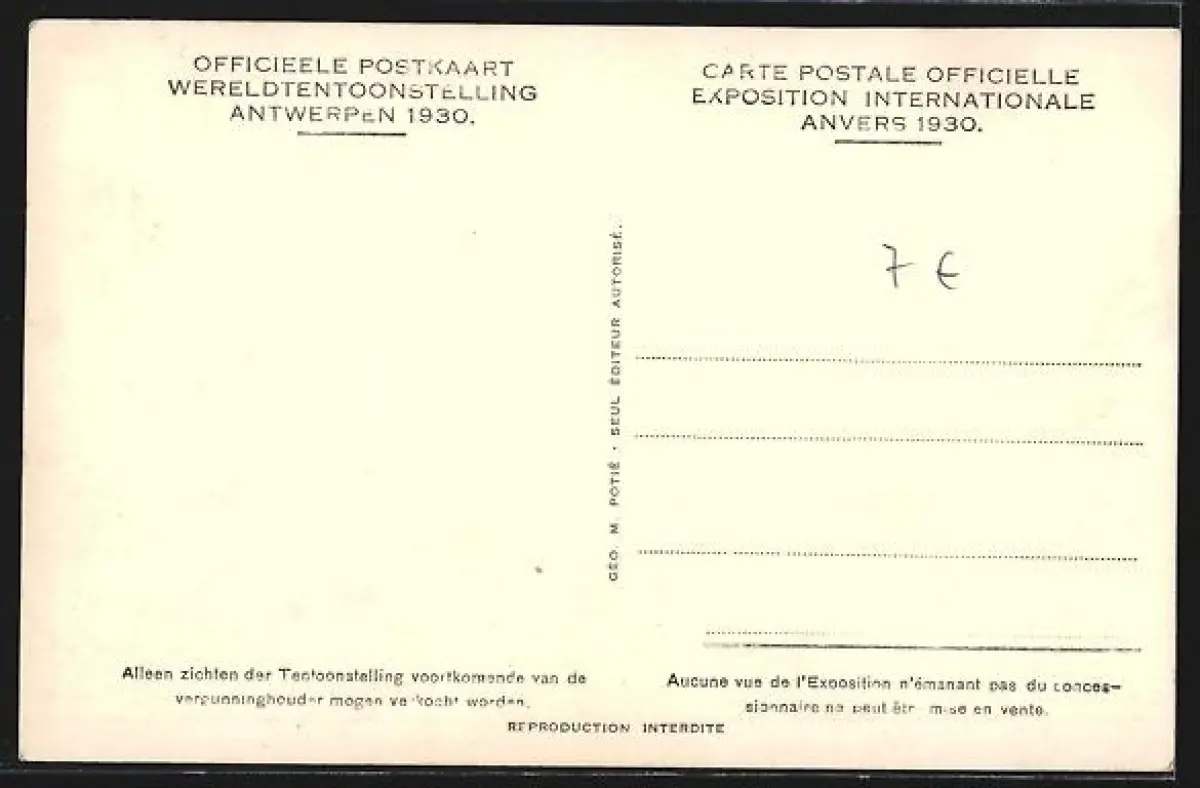 OFFICIEELE POSTKAART
WERELDTENTOONSTELLING
ANTWERPEN 1930.
CARTE POSTALE OFFICIELLE
EXPOSITION INTERNATIONALE
ANVERS 1930.
7 €
GÉO. M. POTIÉ · SEUL ÉDITEUR AUTORISÉ.
Alleen zichten der Tentoonstelling voortkomende van de
vergunninghouder mogen verkocht worden.
Aucune vue de l'Exposition n'émanant pas du conces-
sionnaire ne peut être mise en vente.
REPRODUCTION INTERDITE